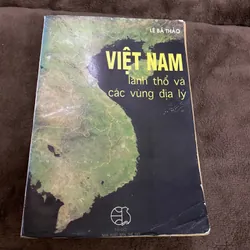 LÊ BÁ THẢO
VIỆT NAM
lãnh thổ và
các vùng địa lý